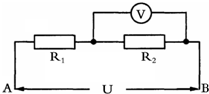 V
R₁ R₂
A U B